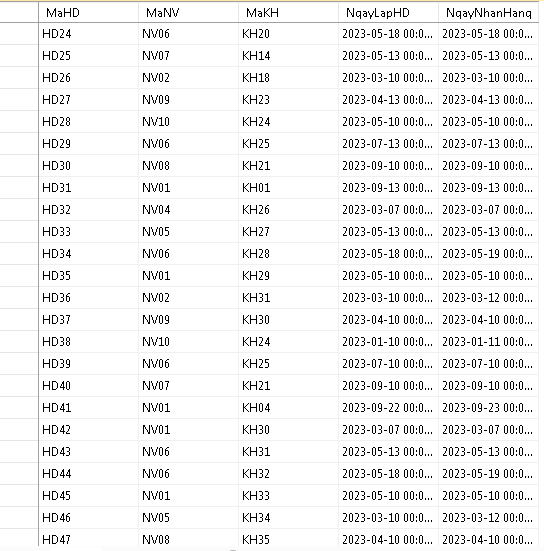 MaHD MaNV MaKH NgayLapHD NgayNhanHang
HD24 NV06 KH20 2023-05-18 00:0... 2023-05-18 00:0...
HD25 NV07 KH14 2023-05-13 00:0... 2023-05-13 00:0...
HD26 NV02 KH18 2023-03-10 00:0... 2023-03-10 00:0...
HD27 NV09 KH23 2023-04-13 00:0... 2023-04-13 00:0...
HD28 NV10 KH24 2023-05-10 00:0... 2023-05-10 00:0...
HD29 NV06 KH25 2023-07-13 00:0... 2023-07-13 00:0...
HD30 NV08 KH21 2023-09-10 00:0... 2023-09-10 00:0...
HD31 NV01 KH01 2023-09-13 00:0... 2023-09-13 00:0...
HD32 NV04 KH26 2023-03-07 00:0... 2023-03-07 00:0...
HD33 NV05 KH27 2023-05-13 00:0... 2023-05-13 00:0...
HD34 NV06 KH28 2023-05-18 00:0... 2023-05-19 00:0...
HD35 NV01 KH29 2023-05-10 00:0... 2023-05-10 00:0...
HD36 NV02 KH31 2023-03-10 00:0... 2023-03-12 00:0...
HD37 NV09 KH30 2023-04-10 00:0... 2023-04-10 00:0...
HD38 NV10 KH24 2023-01-10 00:0... 2023-01-11 00:0...
HD39 NV06 KH25 2023-07-10 00:0... 2023-07-10 00:0...
HD40 NV07 KH21 2023-09-10 00:0... 2023-09-10 00:0...
HD41 NV01 KH04 2023-09-22 00:0... 2023-09-23 00:0...
HD42 NV01 KH30 2023-03-07 00:0... 2023-03-07 00:0...
HD43 NV06 KH31 2023-05-13 00:0... 2023-05-13 00:0...
HD44 NV06 KH32 2023-05-18 00:0... 2023-05-19 00:0...
HD45 NV01 KH33 2023-05-10 00:0... 2023-05-10 00:0...
HD46 NV05 KH34 2023-03-10 00:0... 2023-03-12 00:0...
HD47 NV08 KH35 2023-04-10 00:0... 2023-04-10 00:0...